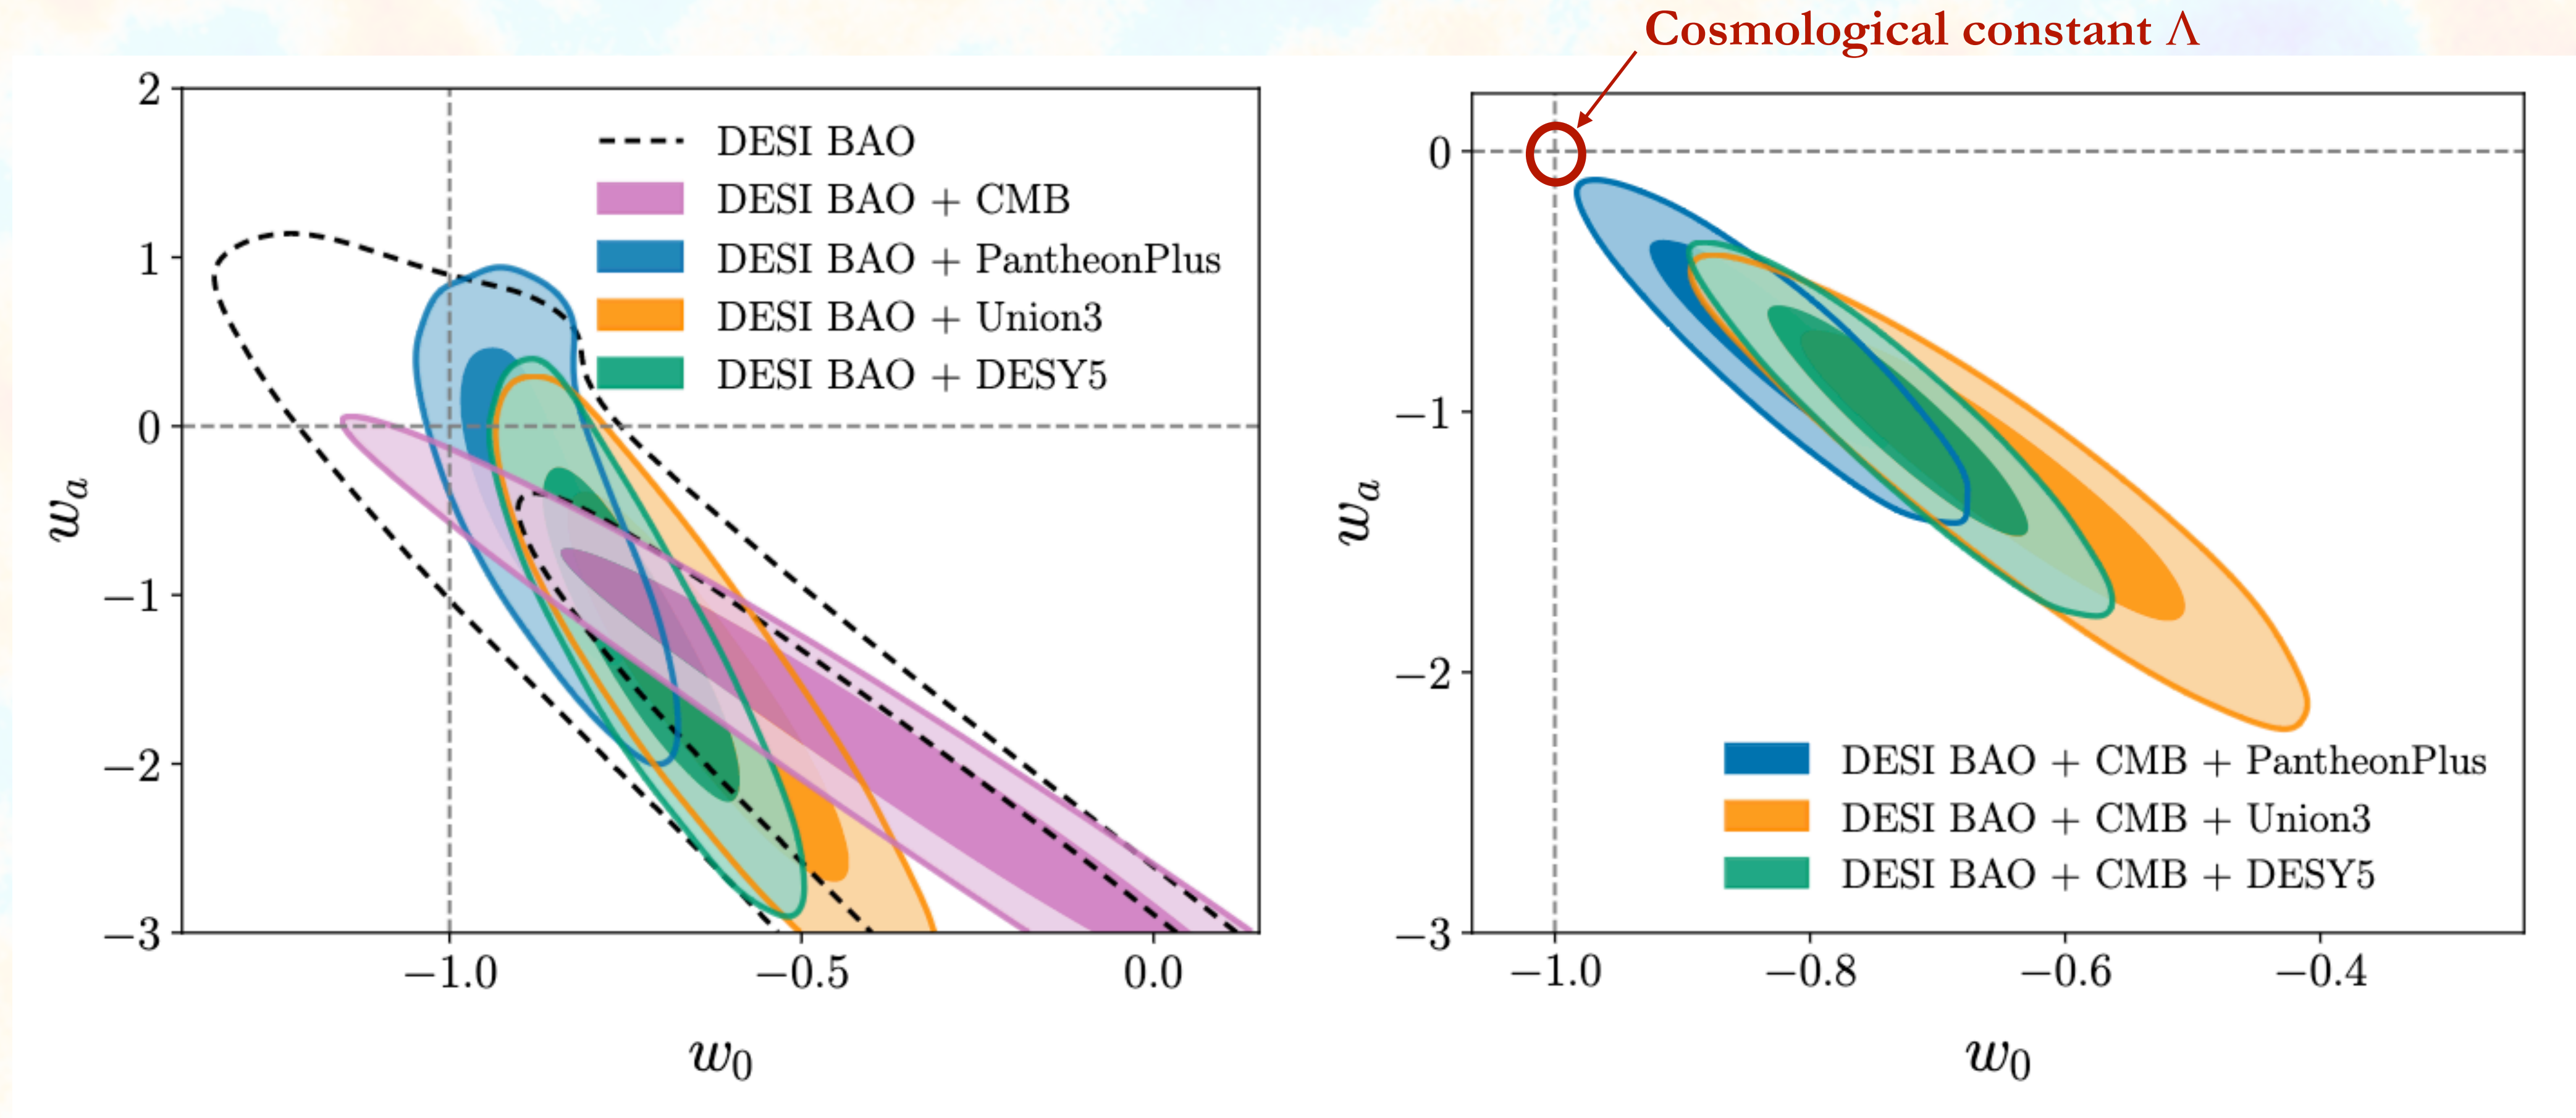 Cosmological constant Λ
2
1
0
−1
−2
−3
wₐ
DESI BAO
DESI BAO + CMB
DESI BAO + PantheonPlus
DESI BAO + Union3
DESI BAO + DESY5
−1.0 −0.5 0.0
w₀
0
−1
−2
−3
wₐ
DESI BAO + CMB + PantheonPlus
DESI BAO + CMB + Union3
DESI BAO + CMB + DESY5
−1.0 −0.8 −0.6 −0.4
w₀